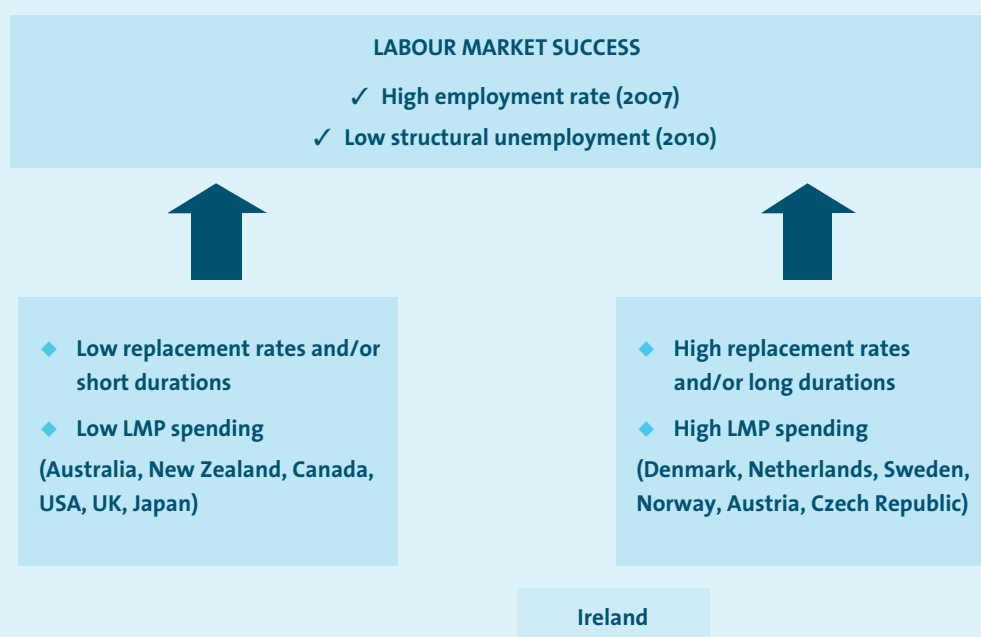 LABOUR MARKET SUCCESS
✓ High employment rate (2007)
✓ Low structural unemployment (2010)
◆ Low replacement rates and/or
short durations
◆ Low LMP spending
(Australia, New Zealand, Canada,
USA, UK, Japan)
◆ High replacement rates
and/or long durations
◆ High LMP spending
(Denmark, Netherlands, Sweden,
Norway, Austria, Czech Republic)
Ireland